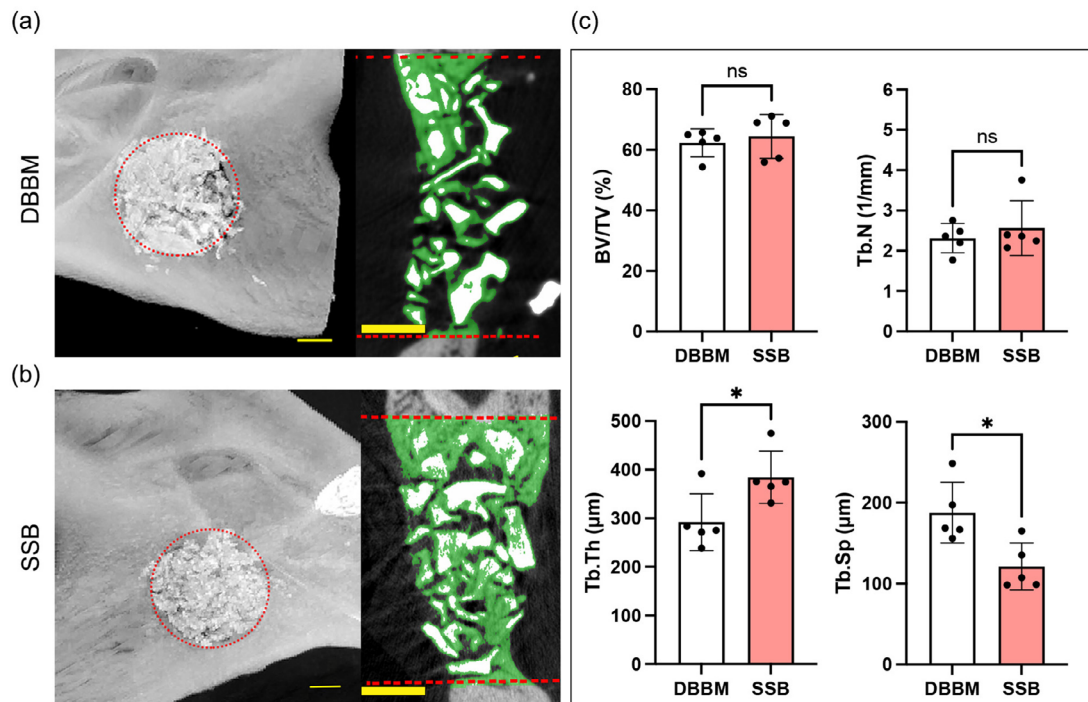 (a)
DBBM
(b)
SSB
(c)
ns
BV/TV (%)
80
60
40
20
0
DBBM SSB
ns
Tb.N (1/mm)
6
5
4
3
2
1
0
DBBM SSB
*
Tb.Th (μm)
500
400
300
200
100
0
DBBM SSB
*
Tb.Sp (μm)
300
200
100
0
DBBM SSB